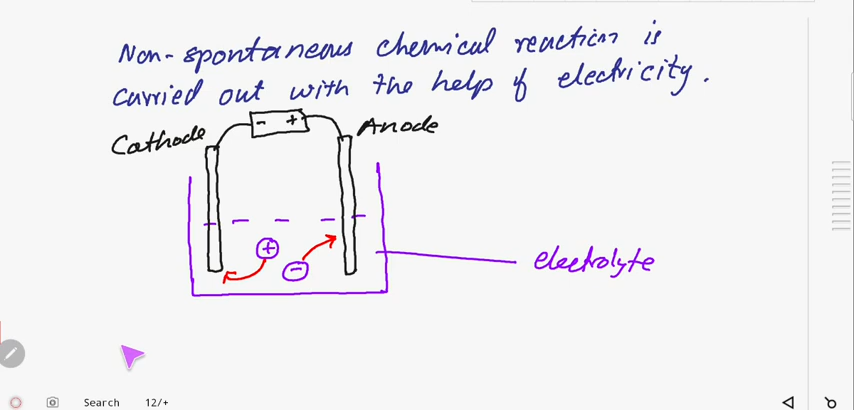 Non-spontaneous chemical reaction is
carried out with the help of electricity.
Cathode
- +
Anode
+
-
electrolyte
Search 12/+